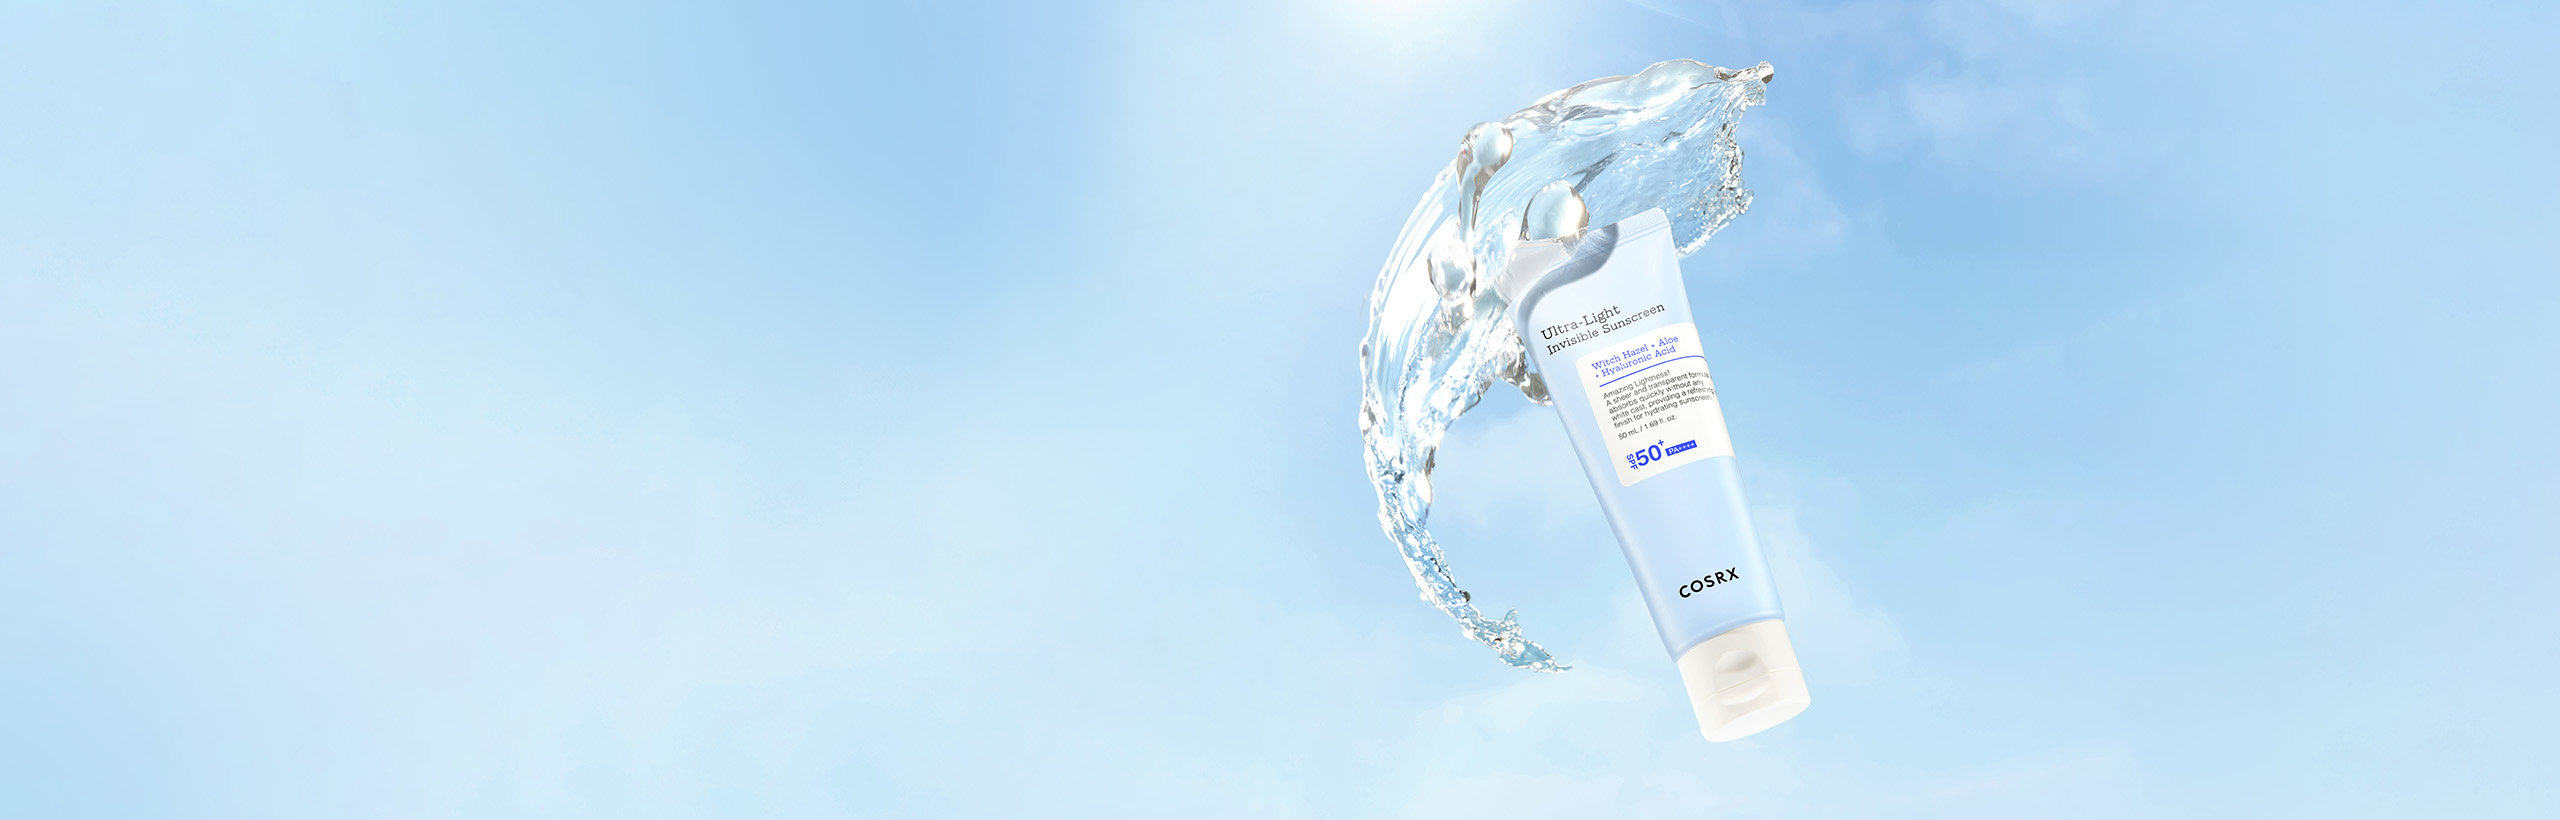 Ultra-Light
Invisible Sunscreen
Witch Hazel + Aloe
+ Hyaluronic Acid
Amazing Lightness!
A sheer and transparent formula
absorbs quickly without any
white cast, providing a refreshing
finish for hydrating sunscreen.
50 mL / 1.69 fl. oz.
SPF 50+ PA++++
COSRX